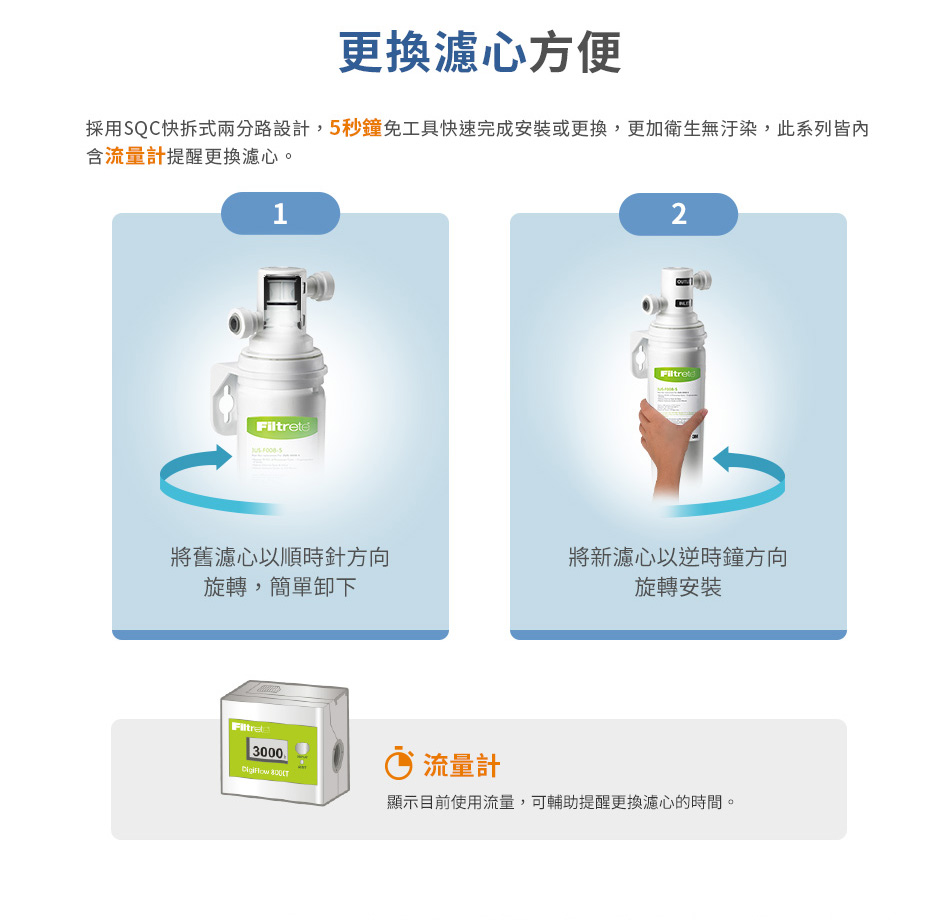 更換濾心方便
採用SQC快拆式兩分路設計，5秒鐘免工具快速完成安裝或更換，更加衛生無汙染，此系列皆內
含流量計提醒更換濾心。
1
2
Filtrete
OUTLET
INLET
Filtrete
3M
將舊濾心以順時針方向
旋轉，簡單卸下
將新濾心以逆時鐘方向
旋轉安裝
Filtrete
3000
DigiFlow 8001T
流量計
顯示目前使用流量，可輔助提醒更換濾心的時間。